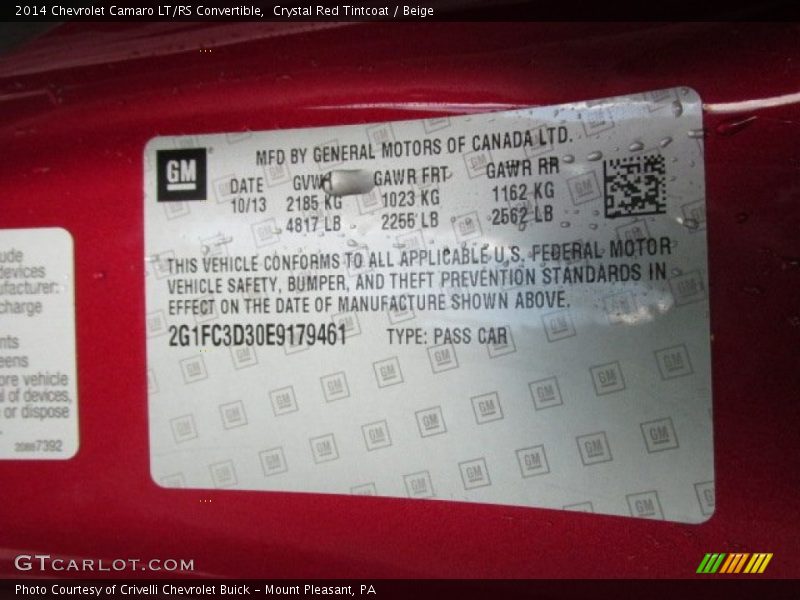 2014 Chevrolet Camaro LT/RS Convertible,  Crystal Red Tintcoat / Beige
GM
MFD BY GENERAL MOTORS OF CANADA LTD.
DATE GVW GAWR FRT GAWR RR
10/13 2185 KG 1023 KG 1162 KG
4817 LB 2256 LB 2562 LB
THIS VEHICLE CONFORMS TO ALL APPLICABLE U.S. FEDERAL MOTOR
VEHICLE SAFETY, BUMPER, AND THEFT PREVENTION STANDARDS IN
EFFECT ON THE DATE OF MANUFACTURE SHOWN ABOVE.
2G1FC3D30E9179461 TYPE: PASS CAR
ude
devices
ufacturer:
charge
nts
eens
ore vehicle
al of devices,
e or dispose
7392
GTCARLOT.COM
Photo Courtesy of Crivelli Chevrolet Buick - Mount Pleasant, PA